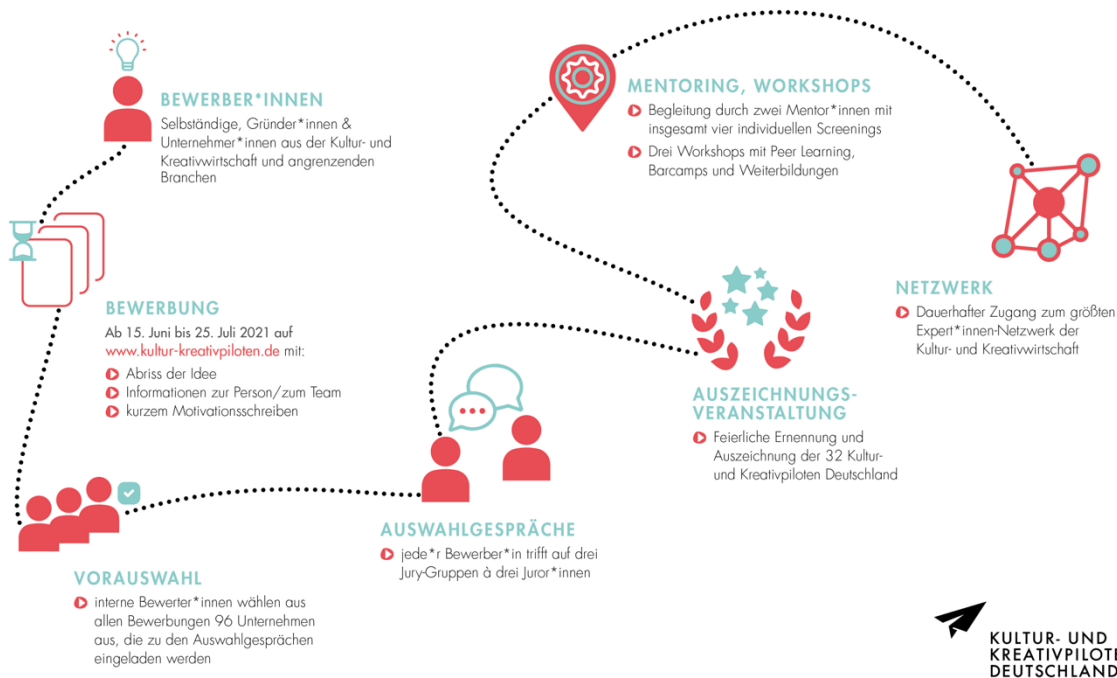 BEWERBER*INNEN
Selbständige, Gründer*innen &
Unternehmer*innen aus der Kultur- und
Kreativwirtschaft und angrenzenden
Branchen
BEWERBUNG
Ab 15. Juni bis 25. Juli 2021 auf
www.kultur-kreativpiloten.de mit:
Abriss der Idee
Informationen zur Person/zum Team
kurzem Motivationsschreiben
VORAUSWAHL
interne Bewerter*innen wählen aus
allen Bewerbungen 96 Unternehmen
aus, die zu den Auswahlgesprächen
eingeladen werden
AUSWAHLGESPRÄCHE
jede*r Bewerber*in trifft auf drei
Jury-Gruppen à drei Juror*innen
AUSZEICHNUNGS-
VERANSTALTUNG
Feierliche Ernennung und
Auszeichnung der 32 Kultur-
und Kreativpiloten Deutschland
MENTORING, WORKSHOPS
Begleitung durch zwei Mentor*innen mit
insgesamt vier individuellen Screenings
Drei Workshops mit Peer Learning,
Barcamps und Weiterbildungen
NETZWERK
Dauerhafter Zugang zum größten
Expert*innen-Netzwerk der
Kultur- und Kreativwirtschaft
KULTUR- UND
KREATIVPILOTE
DEUTSCHLAND